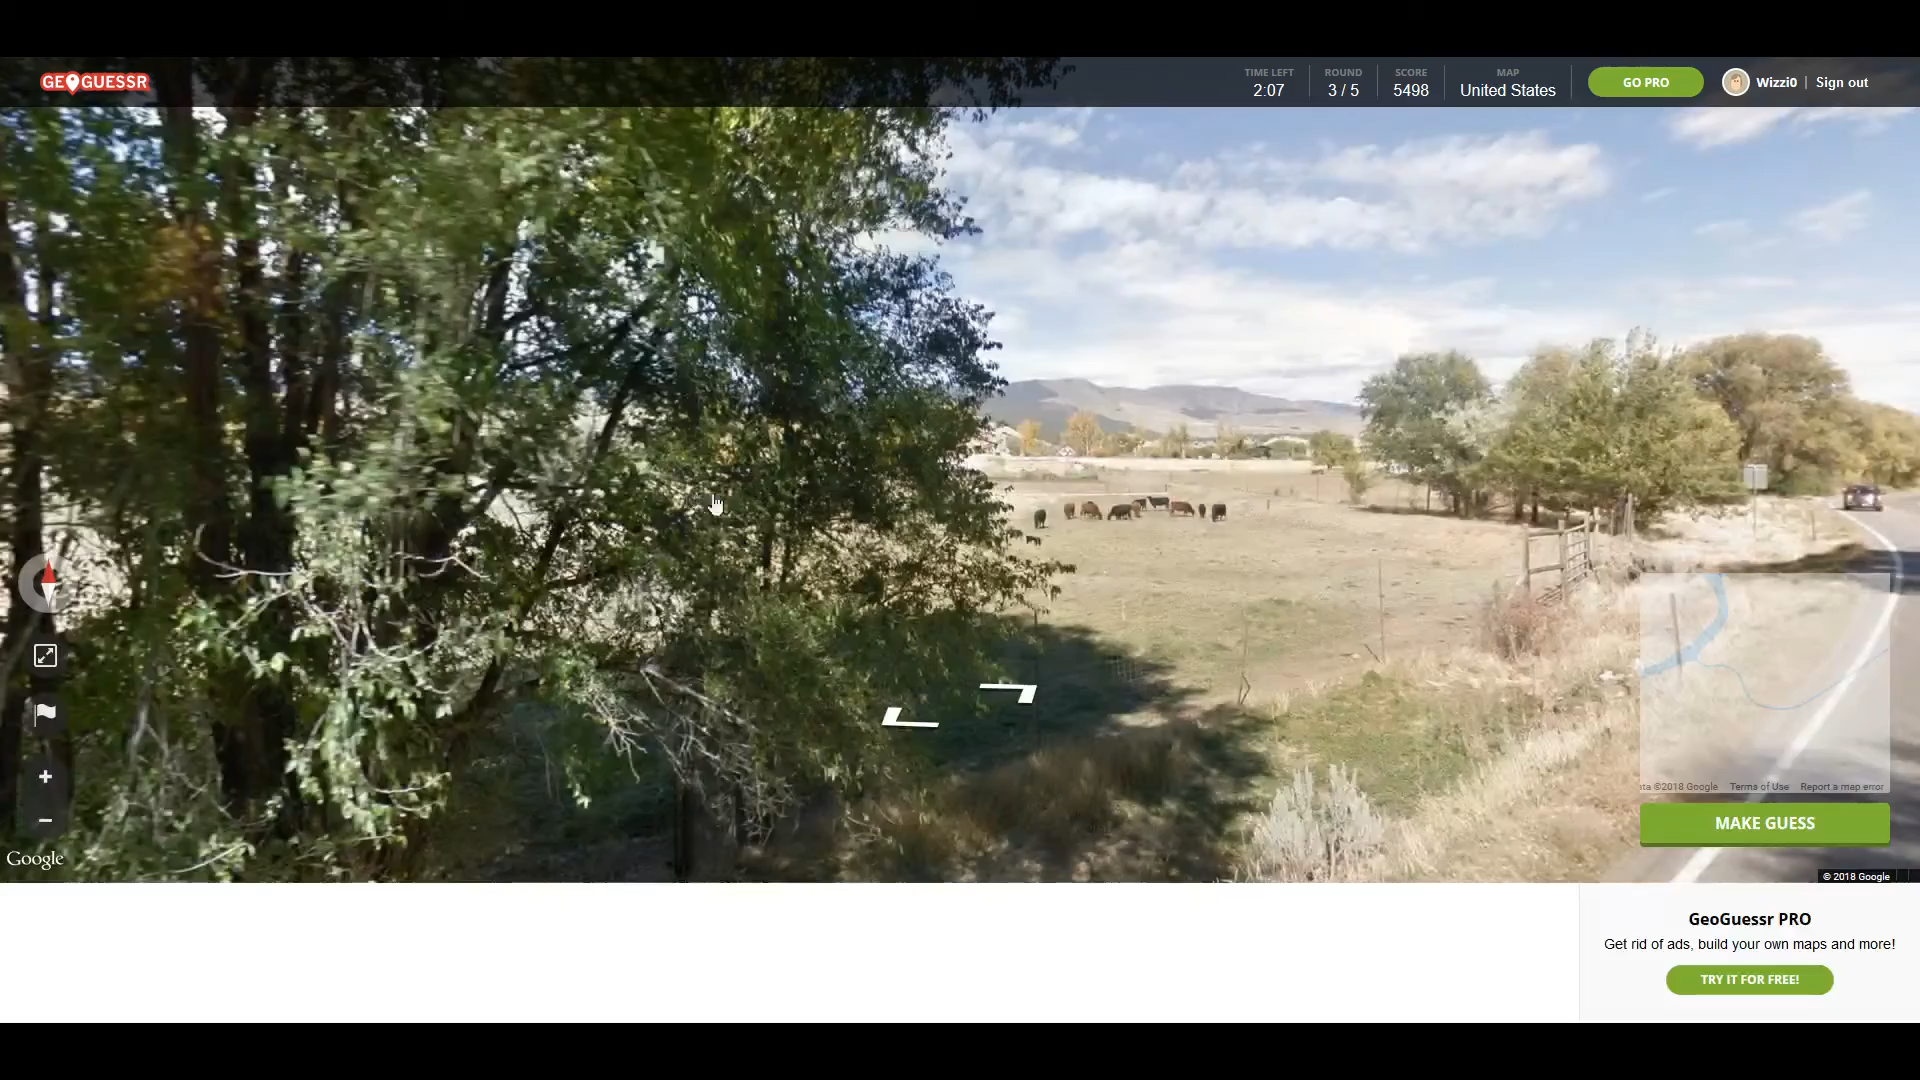 GEOGUESSR
TIME LEFT
2:07
ROUND
3 / 5
SCORE
5498
MAP
United States
GO PRO
Wizzi0 | Sign out
ta ©2018 Google Terms of Use Report a map error
MAKE GUESS
Google
© 2018 Google
GeoGuessr PRO
Get rid of ads, build your own maps and more!
TRY IT FOR FREE!